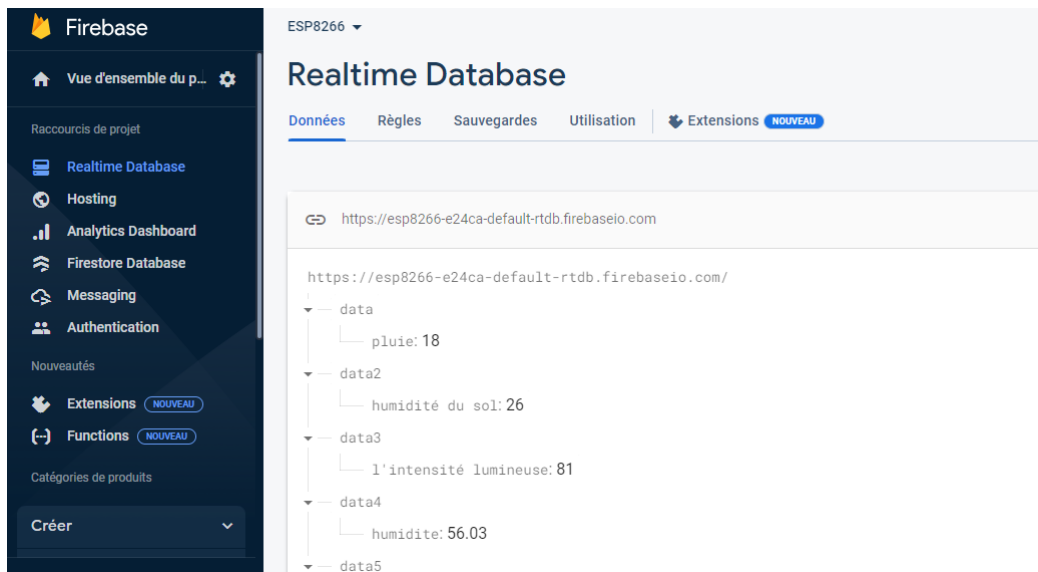 Firebase
Vue d'ensemble du p...
Raccourcis de projet
Realtime Database
Hosting
Analytics Dashboard
Firestore Database
Messaging
Authentication
Nouveautés
Extensions NOUVEAU
Functions NOUVEAU
Catégories de produits
Créer
ESP8266
Realtime Database
Données Règles Sauvegardes Utilisation Extensions NOUVEAU
https://esp8266-e24ca-default-rtdb.firebaseio.com
https://esp8266-e24ca-default-rtdb.firebaseio.com/
data
pluie: 18
data2
humidité du sol: 26
data3
l'intensité lumineuse: 81
data4
humidite: 56.03
data5